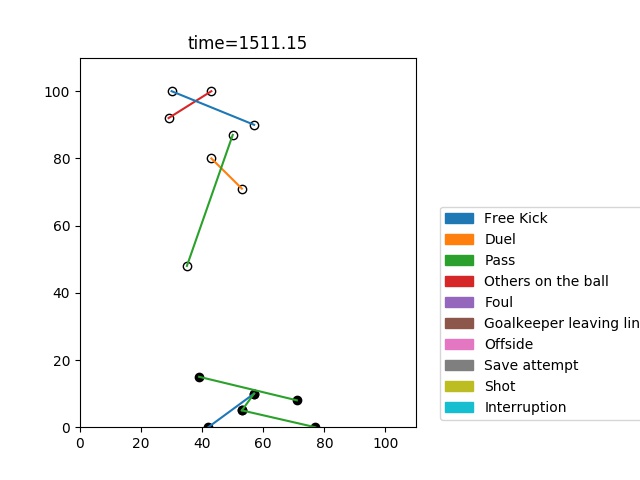 time=1511.15
100
80
60
40
20
0
0 20 40 60 80 100
Free Kick
Duel
Pass
Others on the ball
Foul
Goalkeeper leaving lin
Offside
Save attempt
Shot
Interruption